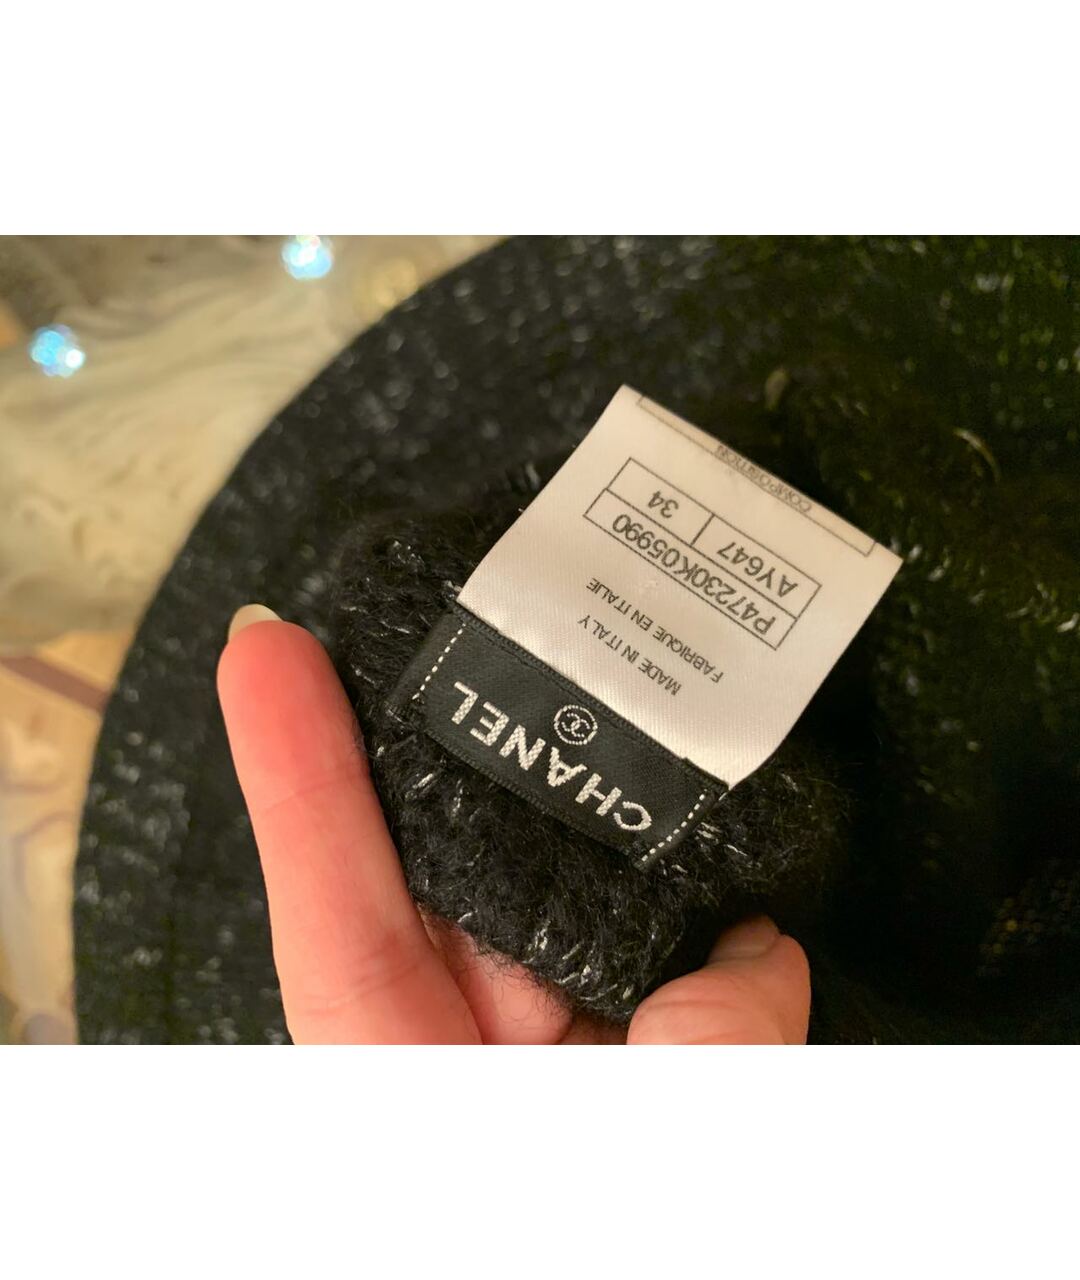 CHANEL
MADE IN ITALY
FABRIQUE EN ITALIE
P47230K05990
AY647 34
COMPOSITION